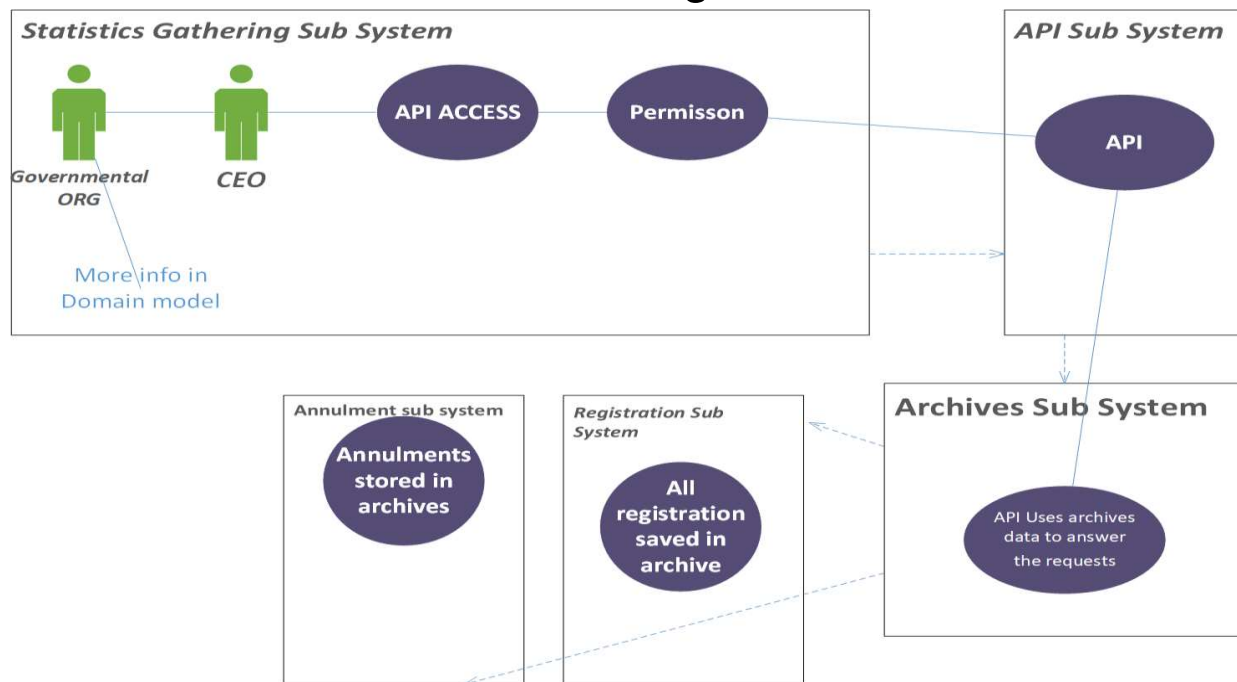 Statistics Gathering Sub System
API Sub System
API ACCESS
Permisson
API
Governmental
ORG
CEO
More info in
Domain model
Annulment sub system
Annulments
stored in
archives
Registration Sub
System
All
registration
saved in
archive
Archives Sub System
API Uses archives
data to answer
the requests